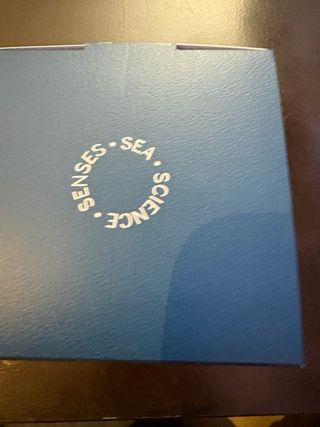 SEA • SCIENCE • SENSES •